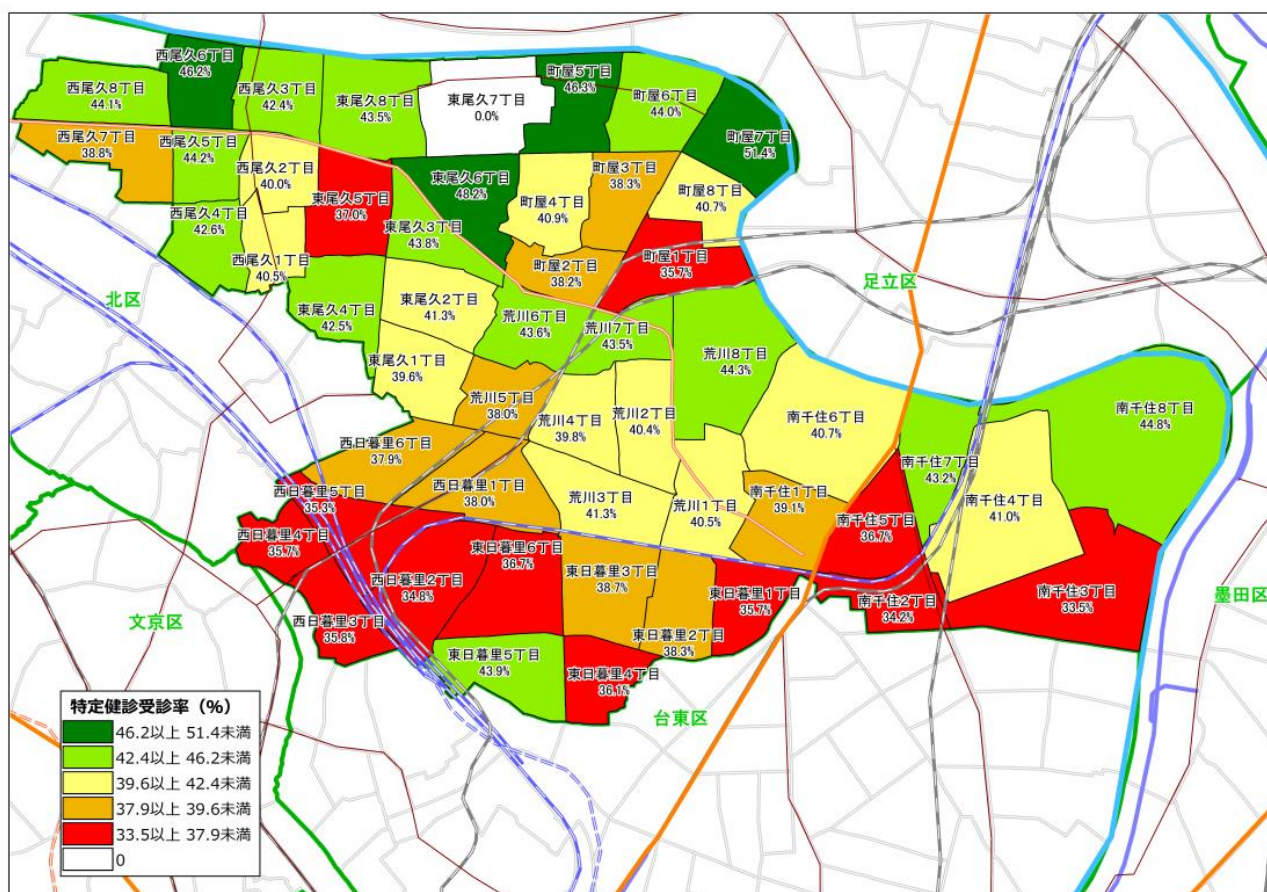 西尾久6丁目
46.2%
西尾久8丁目
44.1%
西尾久3丁目
42.4%
東尾久8丁目
43.5%
東尾久7丁目
0.0%
町屋5丁目
46.3%
町屋6丁目
44.0%
町屋7丁目
51.4%
西尾久7丁目
38.8%
西尾久5丁目
44.2%
西尾久2丁目
40.0%
東尾久5丁目
37.0%
東尾久6丁目
48.2%
町屋4丁目
40.9%
町屋3丁目
38.3%
町屋8丁目
40.7%
西尾久4丁目
42.6%
西尾久1丁目
40.5%
東尾久3丁目
43.8%
町屋2丁目
38.2%
町屋1丁目
35.7%
北区
足立区
東尾久4丁目
42.5%
東尾久2丁目
41.3%
荒川6丁目
43.6%
荒川7丁目
43.5%
荒川8丁目
44.3%
東尾久1丁目
39.6%
荒川5丁目
38.0%
荒川4丁目
39.8%
荒川2丁目
40.4%
南千住6丁目
40.7%
南千住8丁目
44.8%
西日暮里6丁目
37.9%
西日暮里1丁目
38.0%
荒川3丁目
41.3%
荒川1丁目
40.5%
南千住1丁目
39.1%
南千住7丁目
43.2%
南千住4丁目
41.0%
西日暮里5丁目
35.3%
西日暮里4丁目
35.7%
西日暮里2丁目
34.8%
東日暮里6丁目
36.7%
東日暮里3丁目
38.7%
東日暮里1丁目
35.7%
南千住5丁目
36.7%
南千住2丁目
34.2%
南千住3丁目
33.5%
墨田区
文京区
西日暮里3丁目
35.8%
東日暮里5丁目
43.9%
東日暮里4丁目
36.1%
東日暮里2丁目
38.3%
台東区
特定健診受診率(%)
46.2以上 51.4未満
42.4以上 46.2未満
39.6以上 42.4未満
37.9以上 39.6未満
33.5以上 37.9未満
0